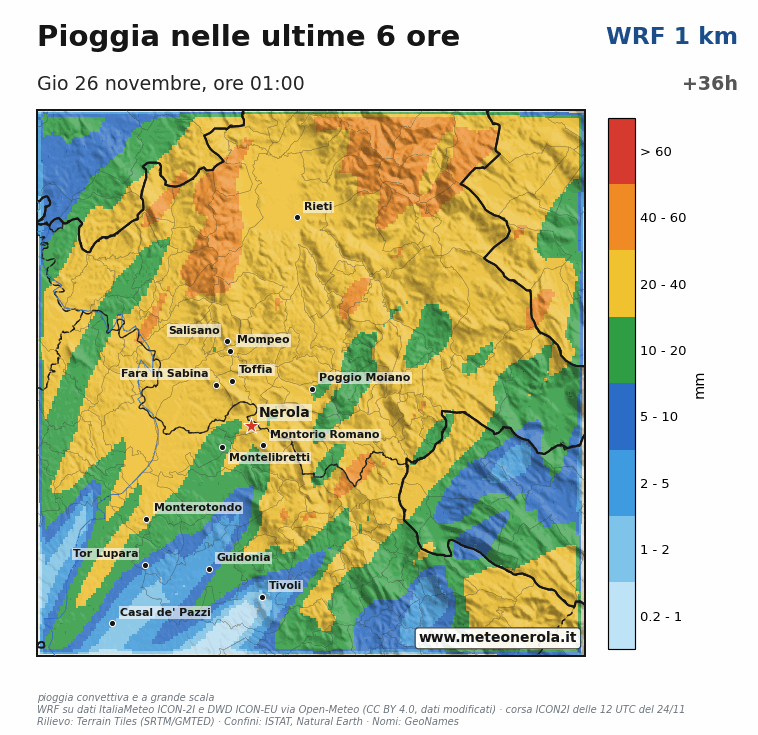 Pioggia nelle ultime 6 ore
WRF 1 km
Gio 26 novembre, ore 01:00
+36h
> 60
40 - 60
20 - 40
10 - 20
5 - 10
2 - 5
1 - 2
0.2 - 1
mm
Rieti
Salisano
Mompeo
Fara in Sabina
Toffia
Poggio Moiano
Nerola
Montorio Romano
Montelibretti
Monterotondo
Tor Lupara
Guidonia
Tivoli
Casal de' Pazzi
www.meteonerola.it
pioggia convettiva e a grande scala
WRF su dati ItaliaMeteo ICON-2I e DWD ICON-EU via Open-Meteo (CC BY 4.0, dati modificati) · corsa ICON2I delle 12 UTC del 24/11
Rilievo: Terrain Tiles (SRTM/GMTED) · Confini: ISTAT, Natural Earth · Nomi: GeoNames